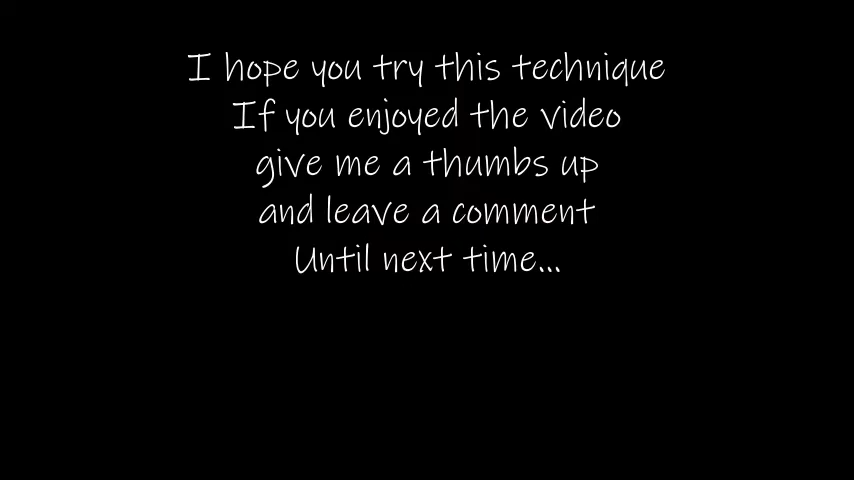 I hope you try this technique
If you enjoyed the video
give me a thumbs up
and leave a comment
Until next time...